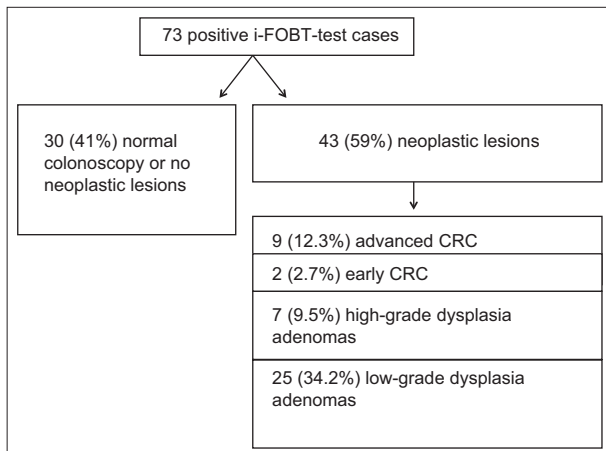 73 positive i-FOBT-test cases
30 (41%) normal
colonoscopy or no
neoplastic lesions
43 (59%) neoplastic lesions
9 (12.3%) advanced CRC
2 (2.7%) early CRC
7 (9.5%) high-grade dysplasia
adenomas
25 (34.2%) low-grade dysplasia
adenomas